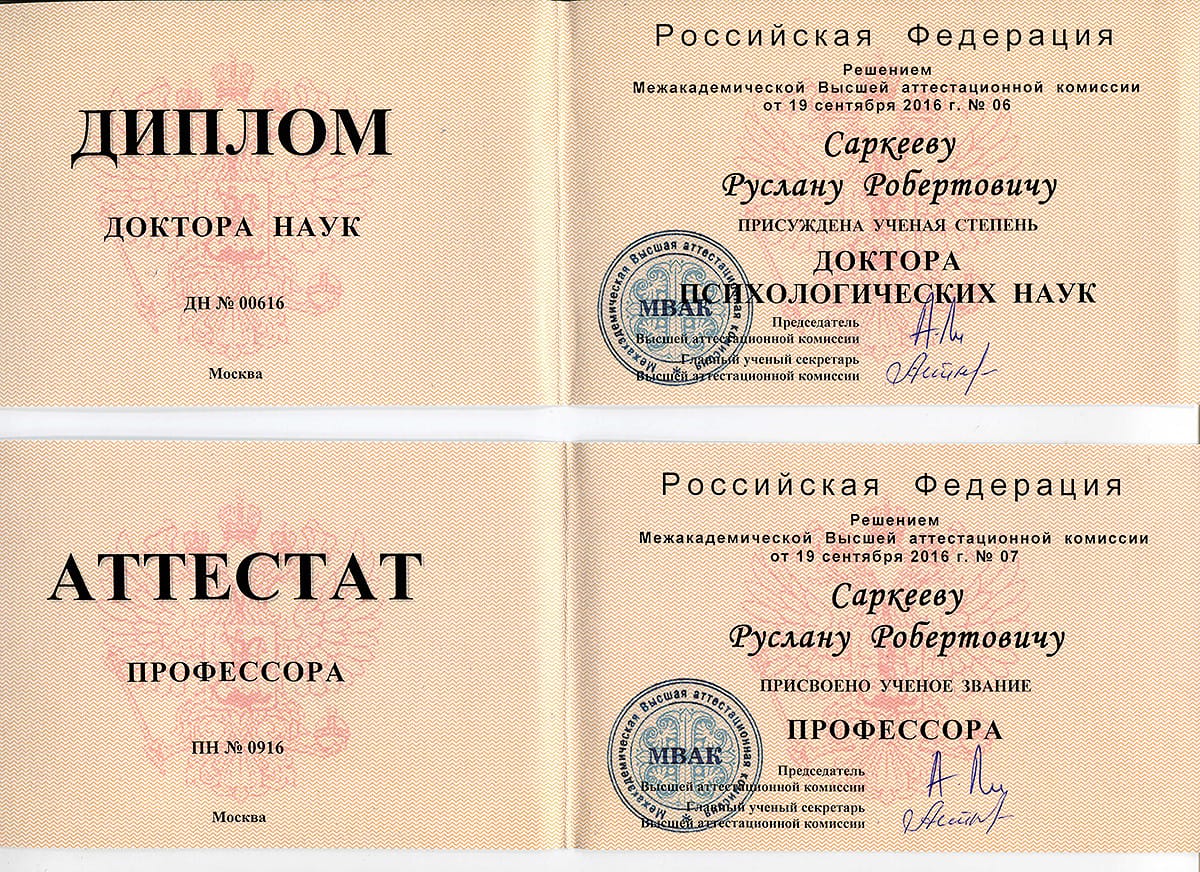 ДИПЛОМ
ДОКТОРА НАУК
ДН № 00616
Москва
Российская Федерация
Решением
Межакадемической Высшей аттестационной комиссии
от 19 сентября 2016 г. № 06
Саркееву
Руслану Робертовичу
ПРИСУЖДЕНА УЧЕНАЯ СТЕПЕНЬ
ДОКТОРА
ПСИХОЛОГИЧЕСКИХ НАУК
Председатель
Высшей аттестационной комиссии
Главный ученый секретарь
Высшей аттестационной комиссии
Межакадемическая Высшая аттестационная комиссия
МВАК
АТТЕСТАТ
ПРОФЕССОРА
ПН № 0916
Москва
Российская Федерация
Решением
Межакадемической Высшей аттестационной комиссии
от 19 сентября 2016 г. № 07
Саркееву
Руслану Робертовичу
ПРИСВОЕНО УЧЕНОЕ ЗВАНИЕ
ПРОФЕССОРА
Председатель
Высшей аттестационной комиссии
Главный ученый секретарь
Высшей аттестационной комиссии
Межакадемическая Высшая аттестационная комиссия
МВАК